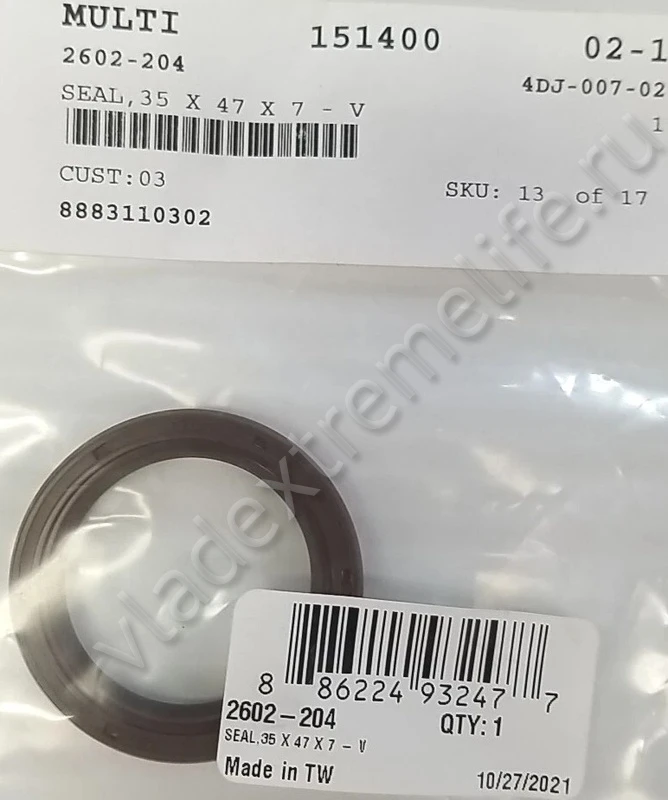 MULTI 151400 02-1
2602-204 4DJ-007-02
SEAL,35 X 47 X 7 - V
1
CUST:03 SKU: 13 of 17
8883110302
vladextremelife.ru
8 86224 93247 7
2602-204 QTY: 1
SEAL,35 X 47 X 7 - V
Made in TW 10/27/2021